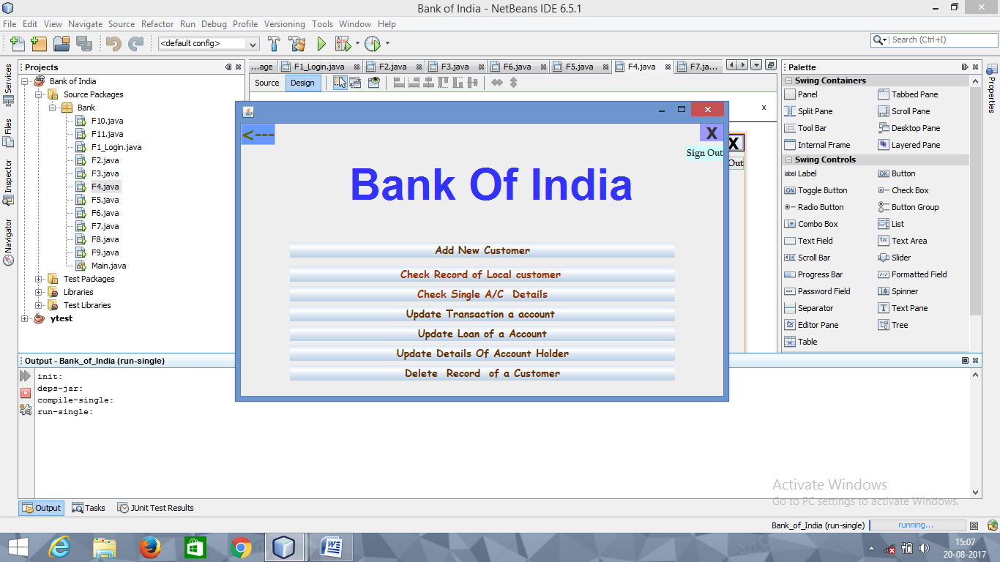 Bank of India - NetBeans IDE 6.5.1
File Edit View Navigate Source Refactor Run Debug Profile Versioning Tools Window Help
<default config>
Search (Ctrl+I)
Services
Files
Inspector
Navigator
Projects
Bank of India
Source Packages
Bank
F10.java
F11.java
F1_Login.java
F2.java
F3.java
F4.java
F5.java
F6.java
F7.java
F8.java
F9.java
Main.java
Test Packages
Libraries
Test Libraries
ytest
...age F1_Login.java F2.java F3.java F6.java F5.java F4.java F7.ja...
Source Design
x
X
Out
<---
X
Sign Out
Bank Of India
Add New Customer
Check Record of Local customer
Check Single A/C Details
Update Transaction a account
Update Loan of a Account
Update Details Of Account Holder
Delete Record of a Customer
Palette
Swing Containers
Panel Tabbed Pane
Split Pane Scroll Pane
Tool Bar Desktop Pane
Internal Frame Layered Pane
Swing Controls
label Label OK Button
ON Toggle Button Check Box
Radio Button Button Group
Combo Box List
Text Field Text Area
Scroll Bar Slider
Progress Bar Formatted Field
Password Field Spinner
Separator Text Pane
Editor Pane Tree
Table
Properties
Output - Bank_of_India (run-single)
init:
deps-jar:
compile-single:
run-single:
Activate Windows
Go to PC settings to activate Windows.
Output Tasks JUnit Test Results
Bank_of_India (run-single) running...
15:07
20-08-2017